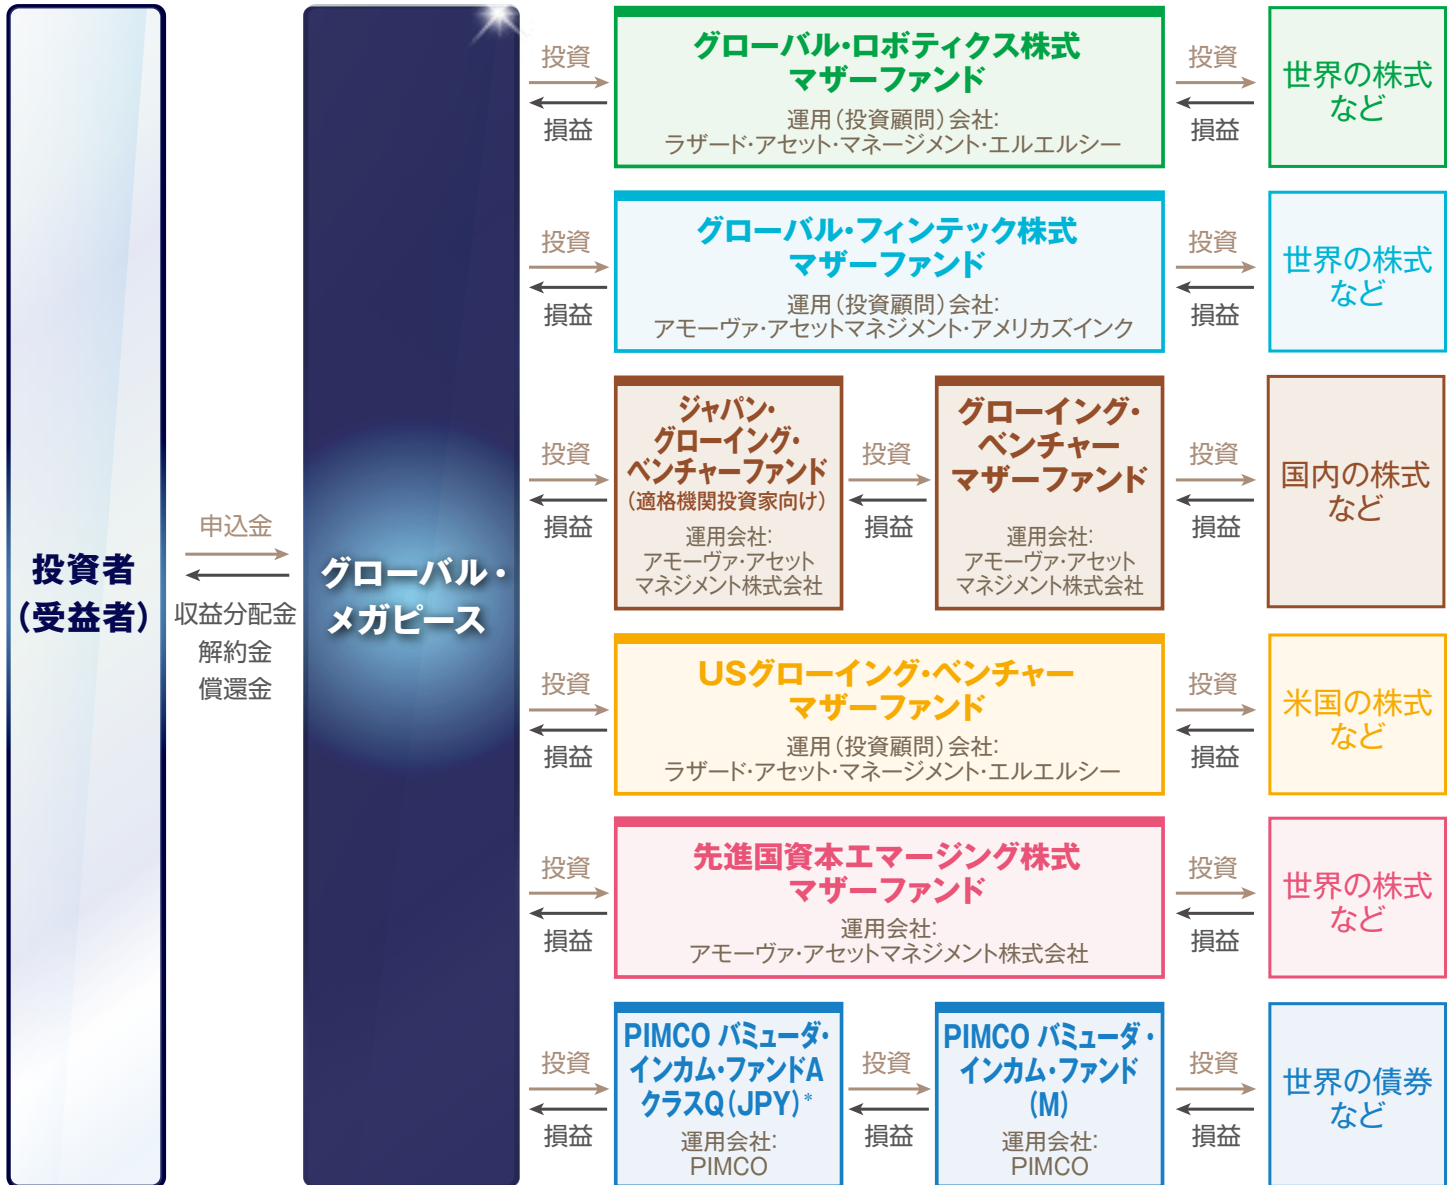 投資者
(受益者)
申込金
収益分配金
解約金
償還金
グローバル・
メガピース
投資
損益
グローバル・ロボティクス株式
マザーファンド
運用(投資顧問)会社:
ラザード・アセット・マネージメント・エルエルシー
投資
損益
世界の株式
など
投資
損益
グローバル・フィンテック株式
マザーファンド
運用(投資顧問)会社:
アモーヴァ・アセットマネジメント・アメリカズインク
投資
損益
世界の株式
など
投資
損益
ジャパン・
グローイング・
ベンチャーファンド
(適格機関投資家向け)
運用会社:
アモーヴァ・アセット
マネジメント株式会社
投資
損益
グローイング・
ベンチャー
マザーファンド
運用会社:
アモーヴァ・アセット
マネジメント株式会社
投資
損益
国内の株式
など
投資
損益
USグローイング・ベンチャー
マザーファンド
運用(投資顧問)会社:
ラザード・アセット・マネージメント・エルエルシー
投資
損益
米国の株式
など
投資
損益
先進国資本エマージング株式
マザーファンド
運用会社:
アモーヴァ・アセットマネジメント株式会社
投資
損益
世界の株式
など
投資
損益
PIMCO バミューダ・
インカム・ファンドA
クラスQ(JPY)*
運用会社:
PIMCO
投資
損益
PIMCO バミューダ・
インカム・ファンド
(M)
運用会社:
PIMCO
投資
損益
世界の債券
など